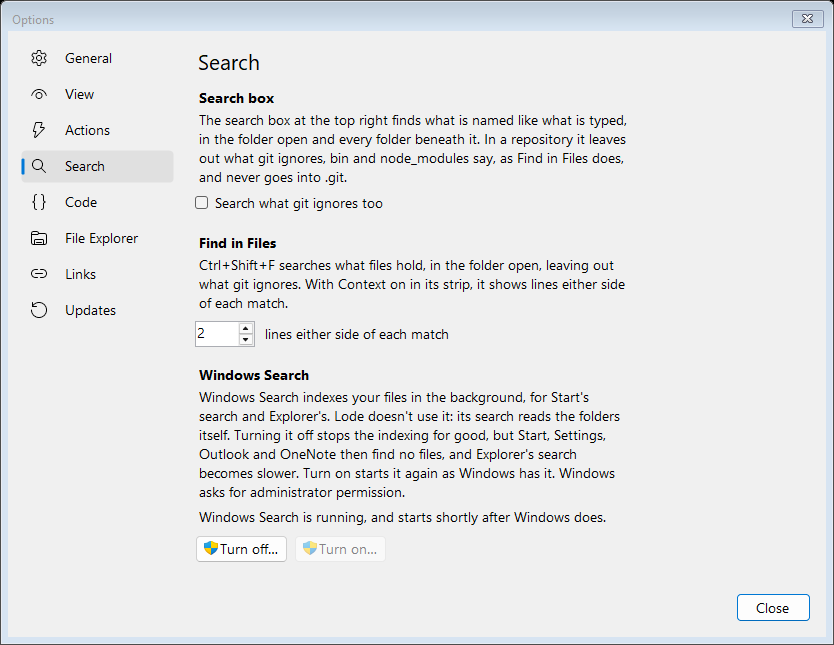 Options
General
View
Actions
Search
Code
File Explorer
Links
Updates
Search
Search box
The search box at the top right finds what is named like what is typed,
in the folder open and every folder beneath it. In a repository it leaves
out what git ignores, bin and node_modules say, as Find in Files does,
and never goes into .git.
Search what git ignores too
Find in Files
Ctrl+Shift+F searches what files hold, in the folder open, leaving out
what git ignores. With Context on in its strip, it shows lines either side
of each match.
2 lines either side of each match
Windows Search
Windows Search indexes your files in the background, for Start's
search and Explorer's. Lode doesn't use it: its search reads the folders
itself. Turning it off stops the indexing for good, but Start, Settings,
Outlook and OneNote then find no files, and Explorer's search
becomes slower. Turn on starts it again as Windows has it. Windows
asks for administrator permission.
Windows Search is running, and starts shortly after Windows does.
Turn off... Turn on...
Close